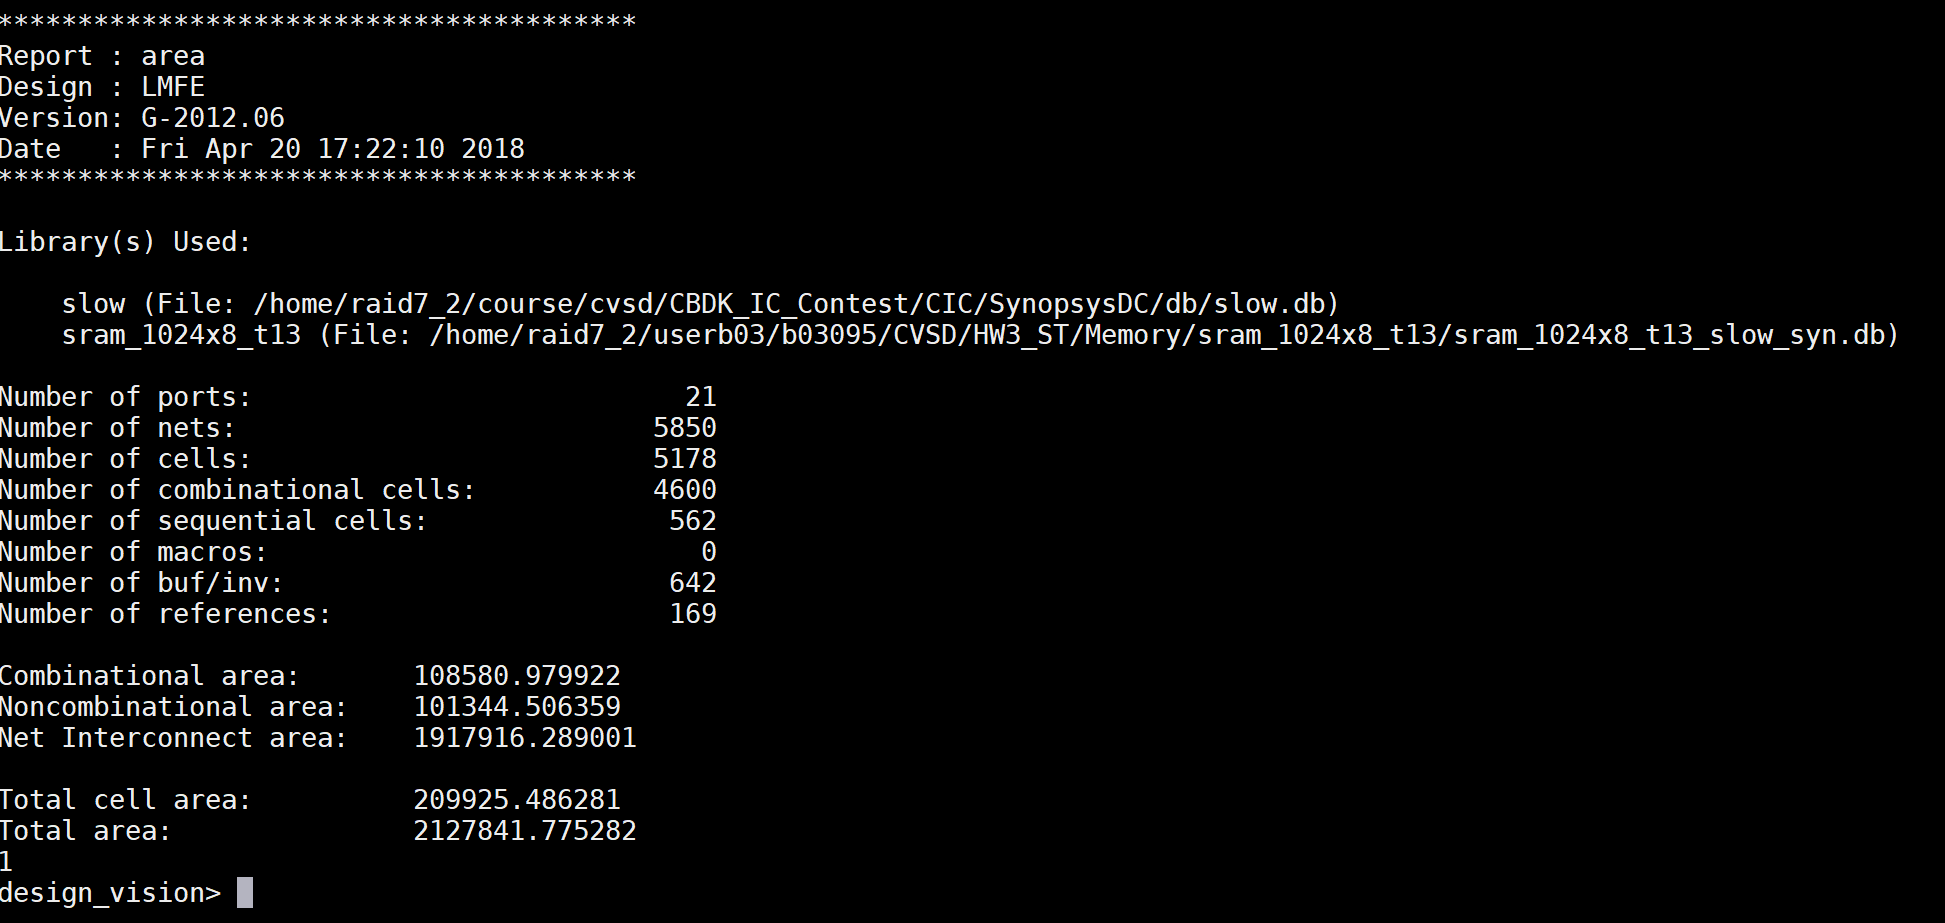 ****************************************
Report : area
Design : LMFE
Version: G-2012.06
Date   : Fri Apr 20 17:22:10 2018
****************************************
Library(s) Used:
slow (File: /home/raid7_2/course/cvsd/CBDK_IC_Contest/CIC/SynopsysDC/db/slow.db)
sram_1024x8_t13 (File: /home/raid7_2/userb03/b03095/CVSD/HW3_ST/Memory/sram_1024x8_t13/sram_1024x8_t13_slow_syn.db)
Number of ports: 21
Number of nets: 5850
Number of cells: 5178
Number of combinational cells: 4600
Number of sequential cells: 562
Number of macros: 0
Number of buf/inv: 642
Number of references: 169
Combinational area: 108580.979922
Noncombinational area: 101344.506359
Net Interconnect area: 1917916.289001
Total cell area: 209925.486281
Total area: 2127841.775282
1
design_vision>